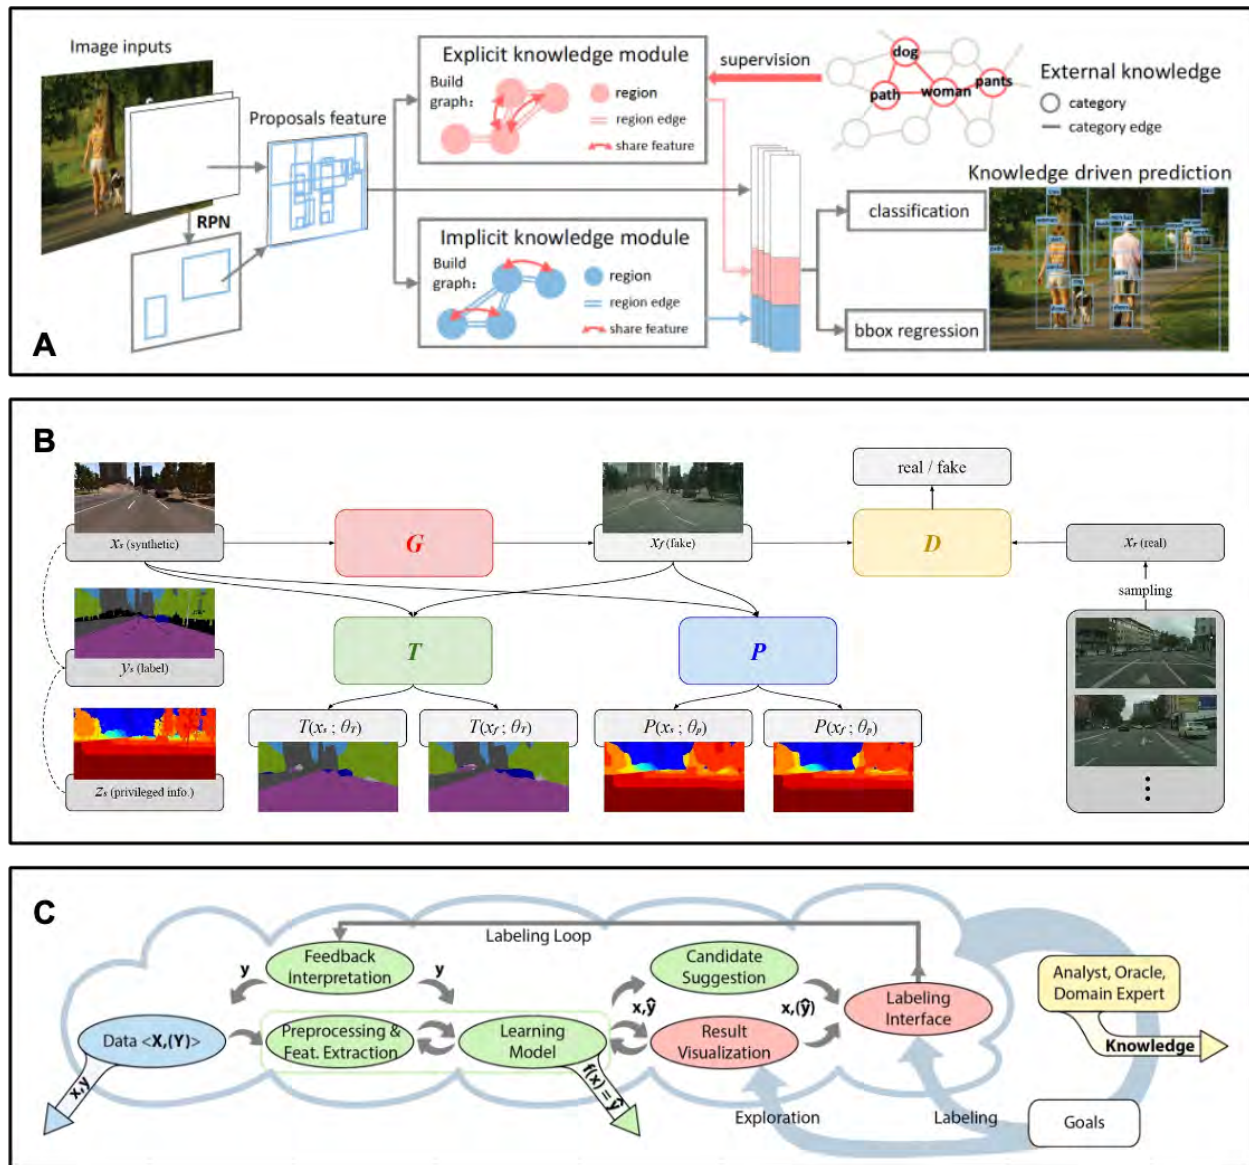 Image inputs
Proposals feature
RPN
Explicit knowledge module
Build
graph:
region
region edge
share feature
supervision
dog
path
woman
pants
External knowledge
category
category edge
Implicit knowledge module
Build
graph:
region
region edge
share feature
Knowledge driven prediction
classification
bbox regression
A
B
xs (synthetic)
G
xf (fake)
real / fake
D
xr (real)
sampling
ys (label)
T
P
T(xs ; θT)
T(xf ; θT)
P(xs ; θp)
P(xf ; θp)
zs (privileged info.)
C
Labeling Loop
Feedback
Interpretation
y
y
Candidate
Suggestion
Analyst, Oracle,
Domain Expert
Knowledge
Data <X,(Y)>
Preprocessing &
Feat. Extraction
Learning
Model
x,ŷ
Result
Visualization
x,(ŷ)
Labeling
Interface
x,y
f(x) = ŷ
Exploration
Labeling
Goals